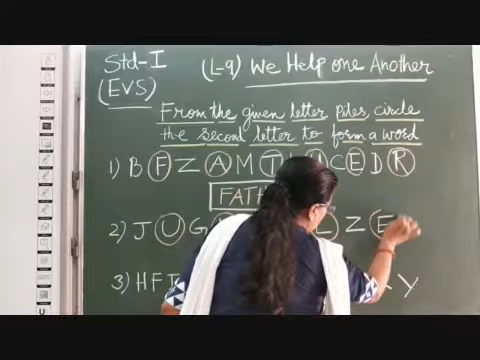 Std-I
(EVS)
(L-9) We Help one Another
From the given letter piles, circle
the second letter to form a word
1) B F Z A M T C E D R
FATH
2) J U G L Z E
3) H F I Y